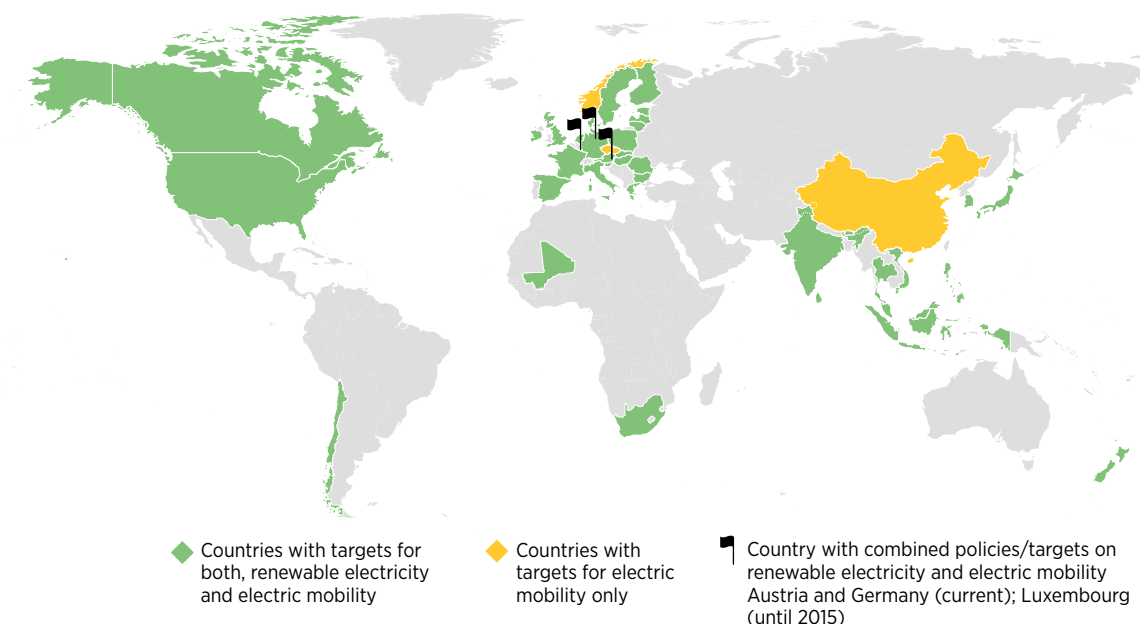 Countries with targets for
both, renewable electricity
and electric mobility
Countries with
targets for electric
mobility only
Country with combined policies/targets on
renewable electricity and electric mobility
Austria and Germany (current); Luxembourg
(until 2015)